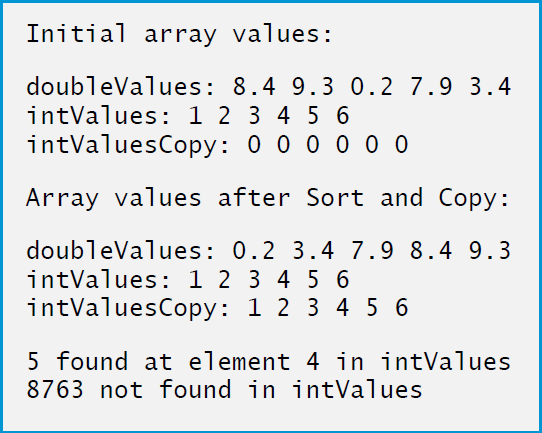 Initial array values:
doubleValues: 8.4 9.3 0.2 7.9 3.4
intValues: 1 2 3 4 5 6
intValuesCopy: 0 0 0 0 0 0
Array values after Sort and Copy:
doubleValues: 0.2 3.4 7.9 8.4 9.3
intValues: 1 2 3 4 5 6
intValuesCopy: 1 2 3 4 5 6
5 found at element 4 in intValues
8763 not found in intValues